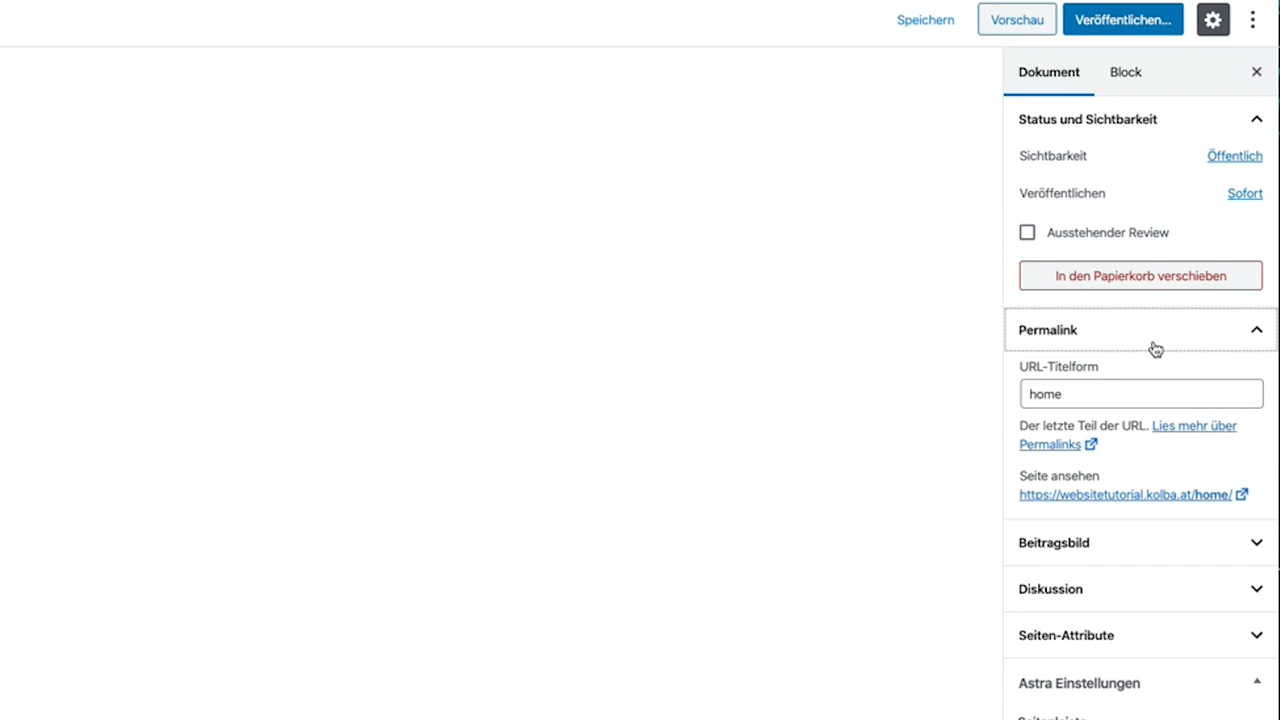 Speichern Vorschau Veröffentlichen...
Dokument Block
Status und Sichtbarkeit
Sichtbarkeit Öffentlich
Veröffentlichen Sofort
Ausstehender Review
In den Papierkorb verschieben
Permalink
URL-Titelform
home
Der letzte Teil der URL. Lies mehr über
Permalinks
Seite ansehen
https://websitetutorial.kolba.at/home/
Beitragsbild
Diskussion
Seiten-Attribute
Astra Einstellungen